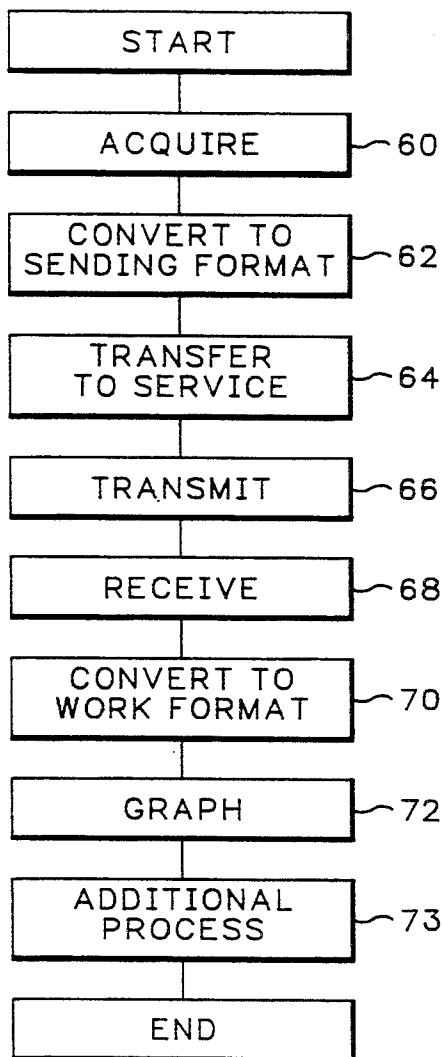 START
ACQUIRE 60
CONVERT TO
SENDING FORMAT 62
TRANSFER
TO SERVICE 64
TRANSMIT 66
RECEIVE 68
CONVERT TO
WORK FORMAT 70
GRAPH 72
ADDITIONAL
PROCESS 73
END